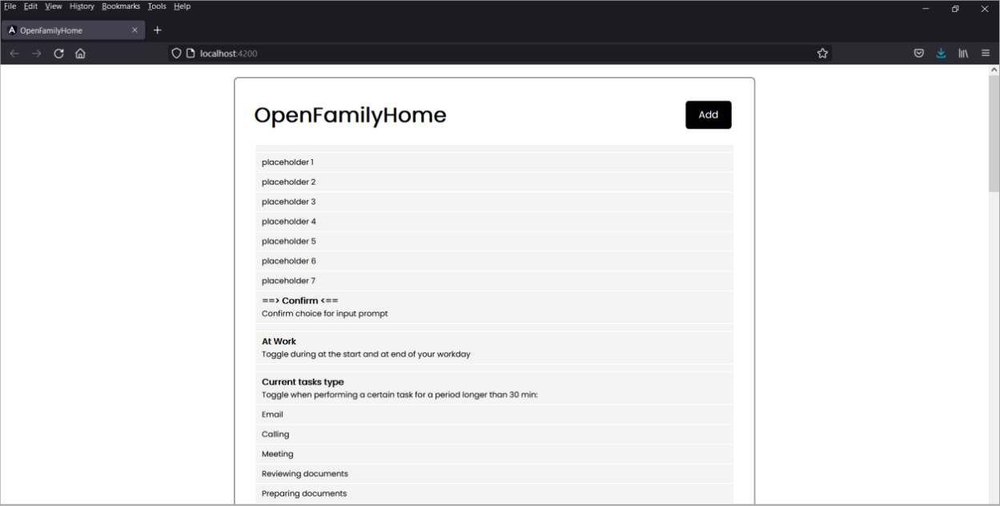 File Edit View History Bookmarks Tools Help
OpenFamilyHome
localhost:4200
OpenFamilyHome
Add
placeholder 1
placeholder 2
placeholder 3
placeholder 4
placeholder 5
placeholder 6
placeholder 7
==> Confirm <==
Confirm choice for input prompt
At Work
Toggle during at the start and at end of your workday
Current tasks type
Toggle when performing a certain task for a period longer than 30 min:
Email
Calling
Meeting
Reviewing documents
Preparing documents